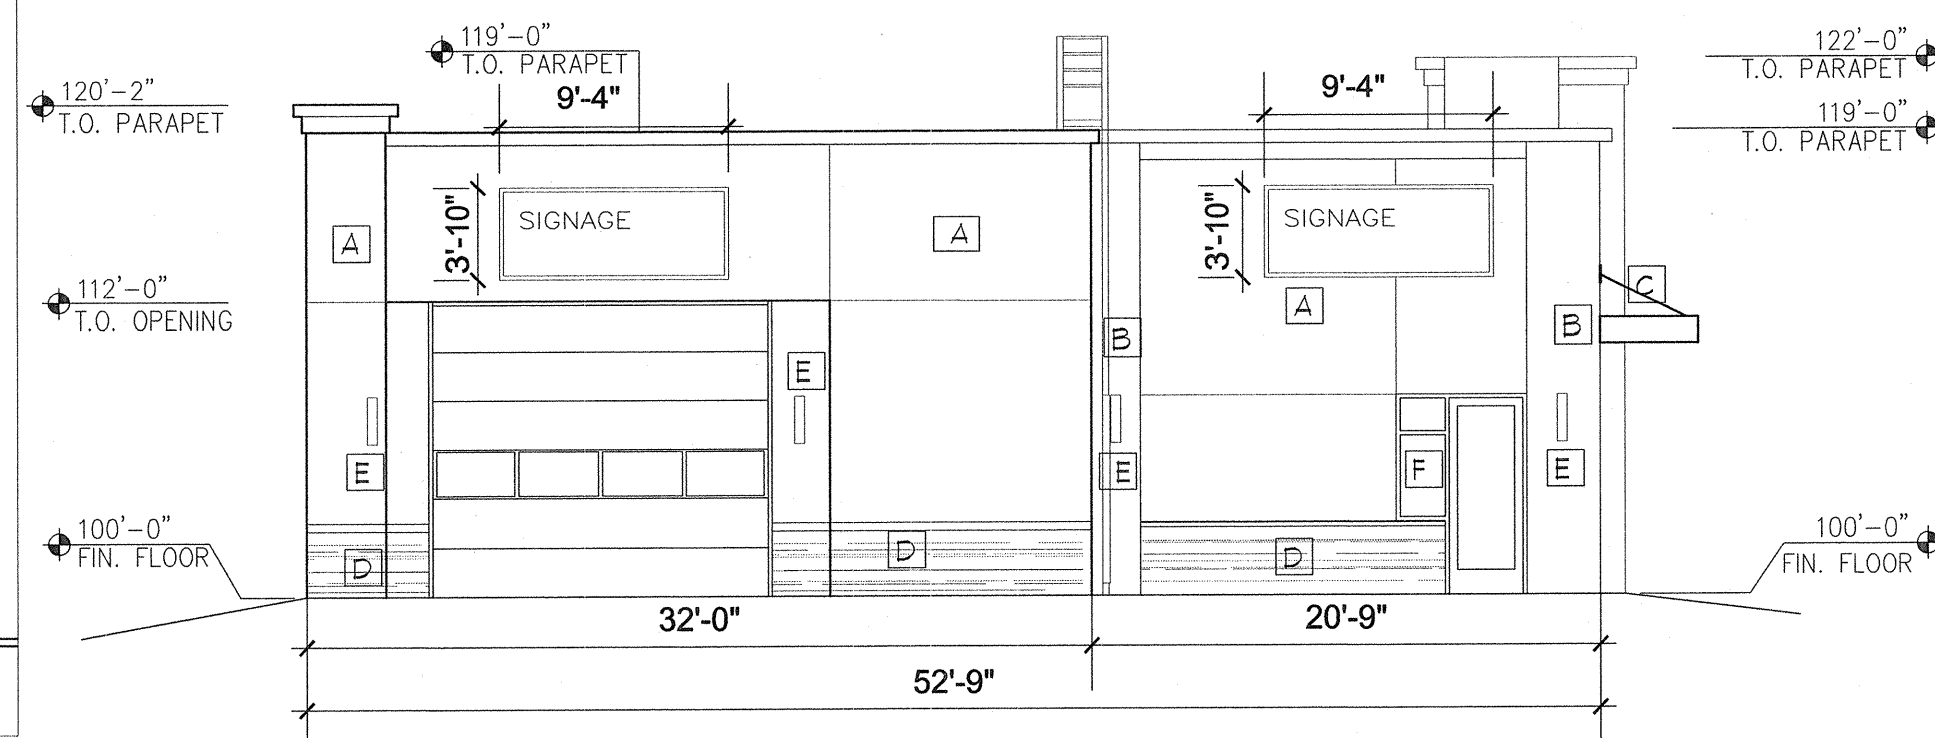 119'-0"
T.O. PARAPET
122'-0"
T.O. PARAPET
120'-2"
T.O. PARAPET
9'-4"
9'-4"
119'-0"
T.O. PARAPET
3'-10"
SIGNAGE
A
A
3'-10"
SIGNAGE
112'-0"
T.O. OPENING
C
A
B
B
E
E
E
F
E
100'-0"
FIN. FLOOR
D
D
D
100'-0"
FIN. FLOOR
32'-0"
20'-9"
52'-9"